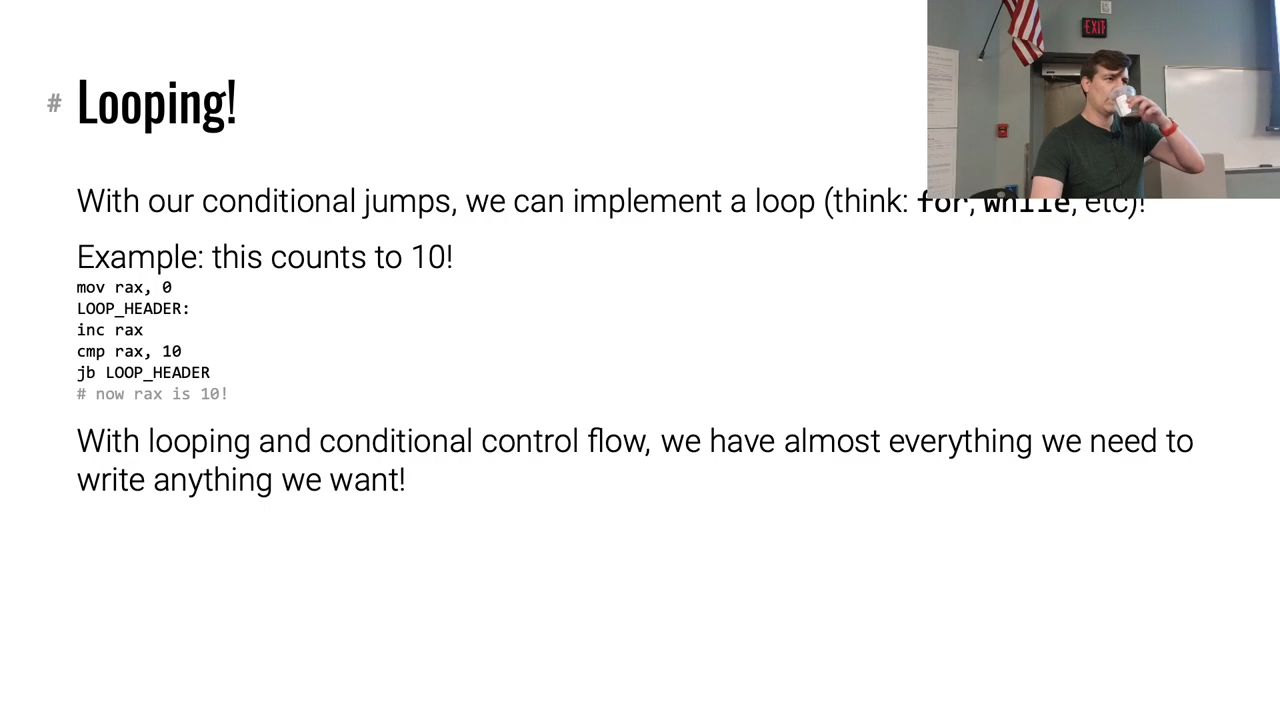 EXIT
# Looping!
With our conditional jumps, we can implement a loop (think: for, while, etc)!
Example: this counts to 10!
mov rax, 0
LOOP_HEADER:
inc rax
cmp rax, 10
jb LOOP_HEADER
# now rax is 10!
With looping and conditional control flow, we have almost everything we need to
write anything we want!